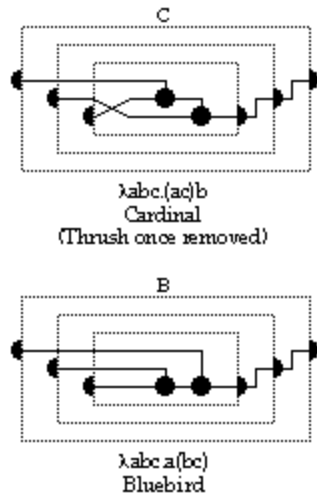 C
λabc.(ac)b
Cardinal
(Thrush once removed)
B
λabc.a(bc)
Bluebird